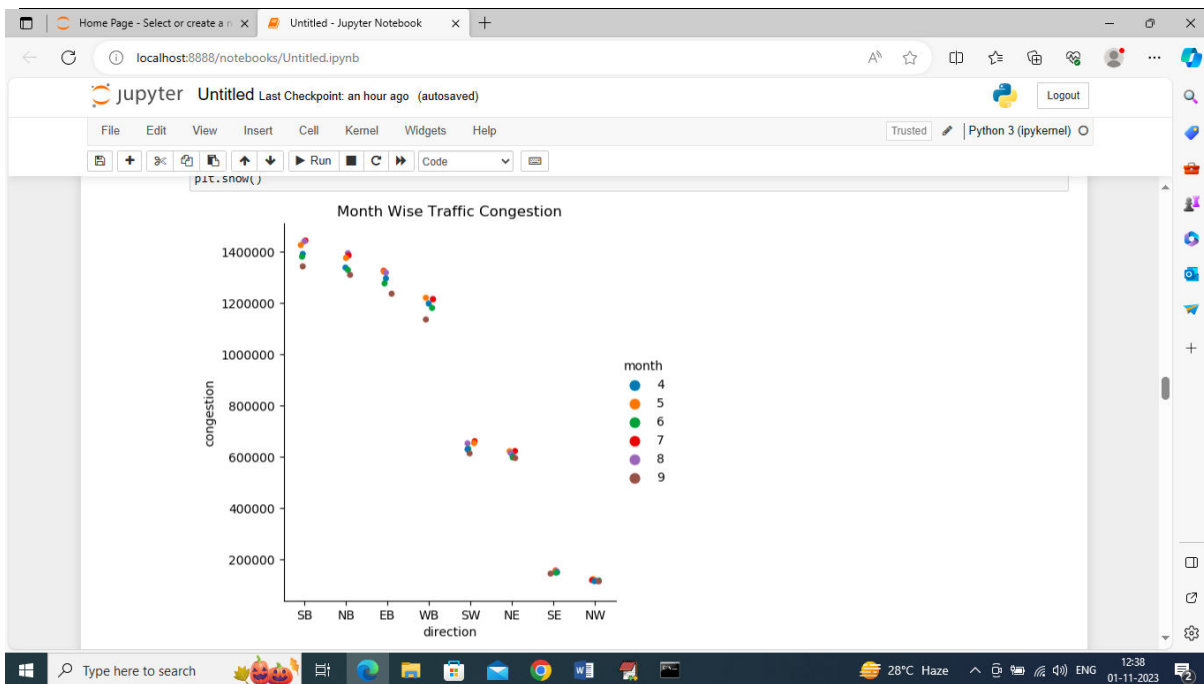 Home Page - Select or create a n
Untitled - Jupyter Notebook
localhost:8888/notebooks/Untitled.ipynb
jupyter Untitled Last Checkpoint: an hour ago (autosaved)
Logout
File Edit View Insert Cell Kernel Widgets Help
Trusted Python 3 (ipykernel)
Run Code
plt.show()
Month Wise Traffic Congestion
1400000
1200000
1000000
800000
600000
400000
200000
congestion
SB NB EB WB SW NE SE NW
direction
month
4
5
6
7
8
9
Type here to search
28°C Haze
ENG
12:38
01-11-2023
2